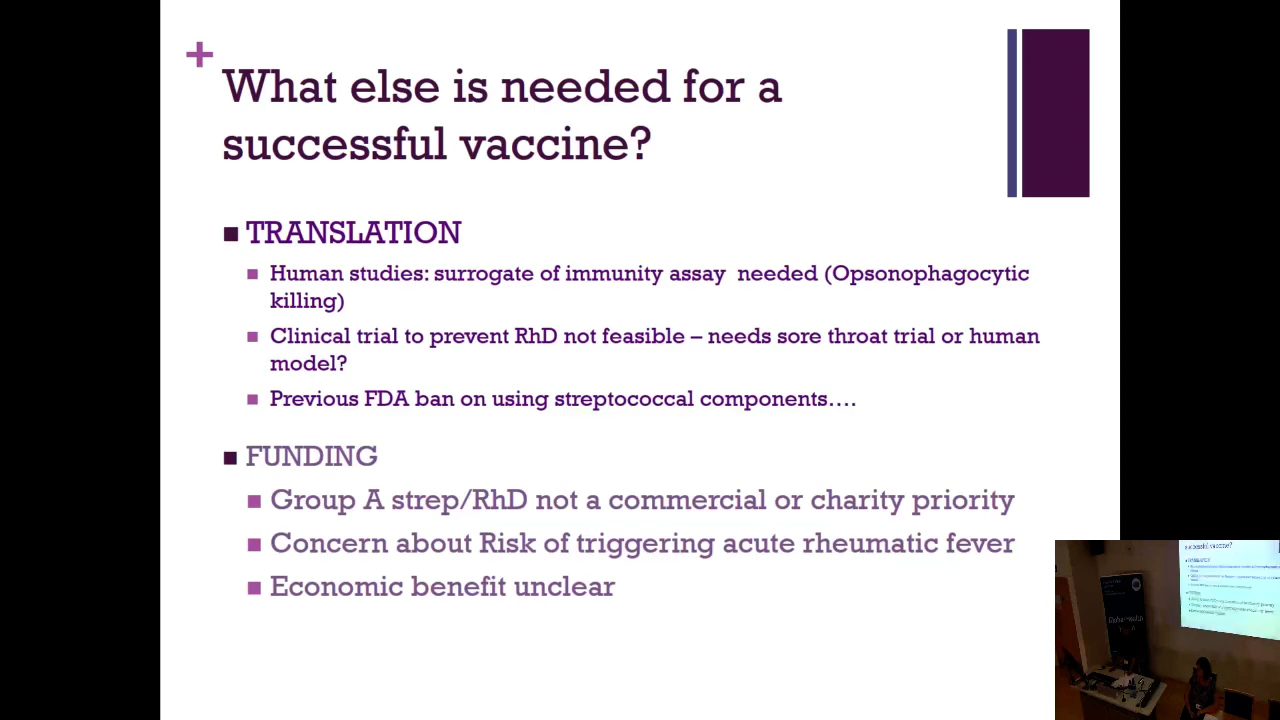 +
What else is needed for a
successful vaccine?
TRANSLATION
Human studies: surrogate of immunity assay needed (Opsonophagocytic
killing)
Clinical trial to prevent RhD not feasible – needs sore throat trial or human
model?
Previous FDA ban on using streptococcal components....
FUNDING
Group A strep/RhD not a commercial or charity priority
Concern about Risk of triggering acute rheumatic fever
Economic benefit unclear
successful vaccine?